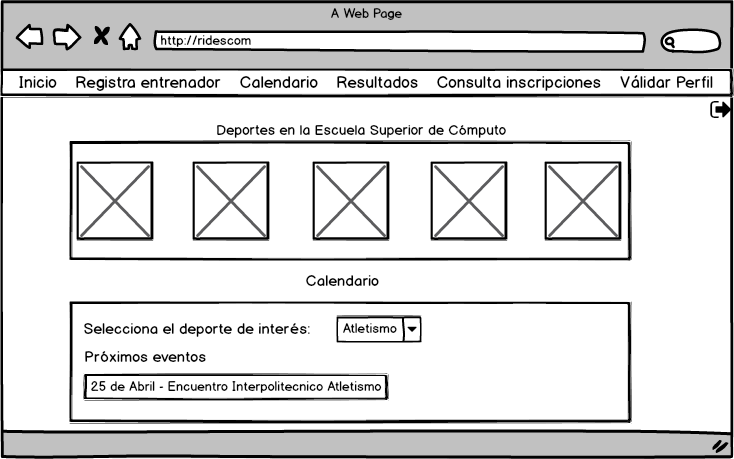 A Web Page
http://ridescom
Inicio Registra entrenador Calendario Resultados Consulta inscripciones Válidar Perfil
Deportes en la Escuela Superior de Cómputo
Calendario
Selecciona el deporte de interés: Atletismo
Próximos eventos
25 de Abril - Encuentro Interpolitecnico Atletismo